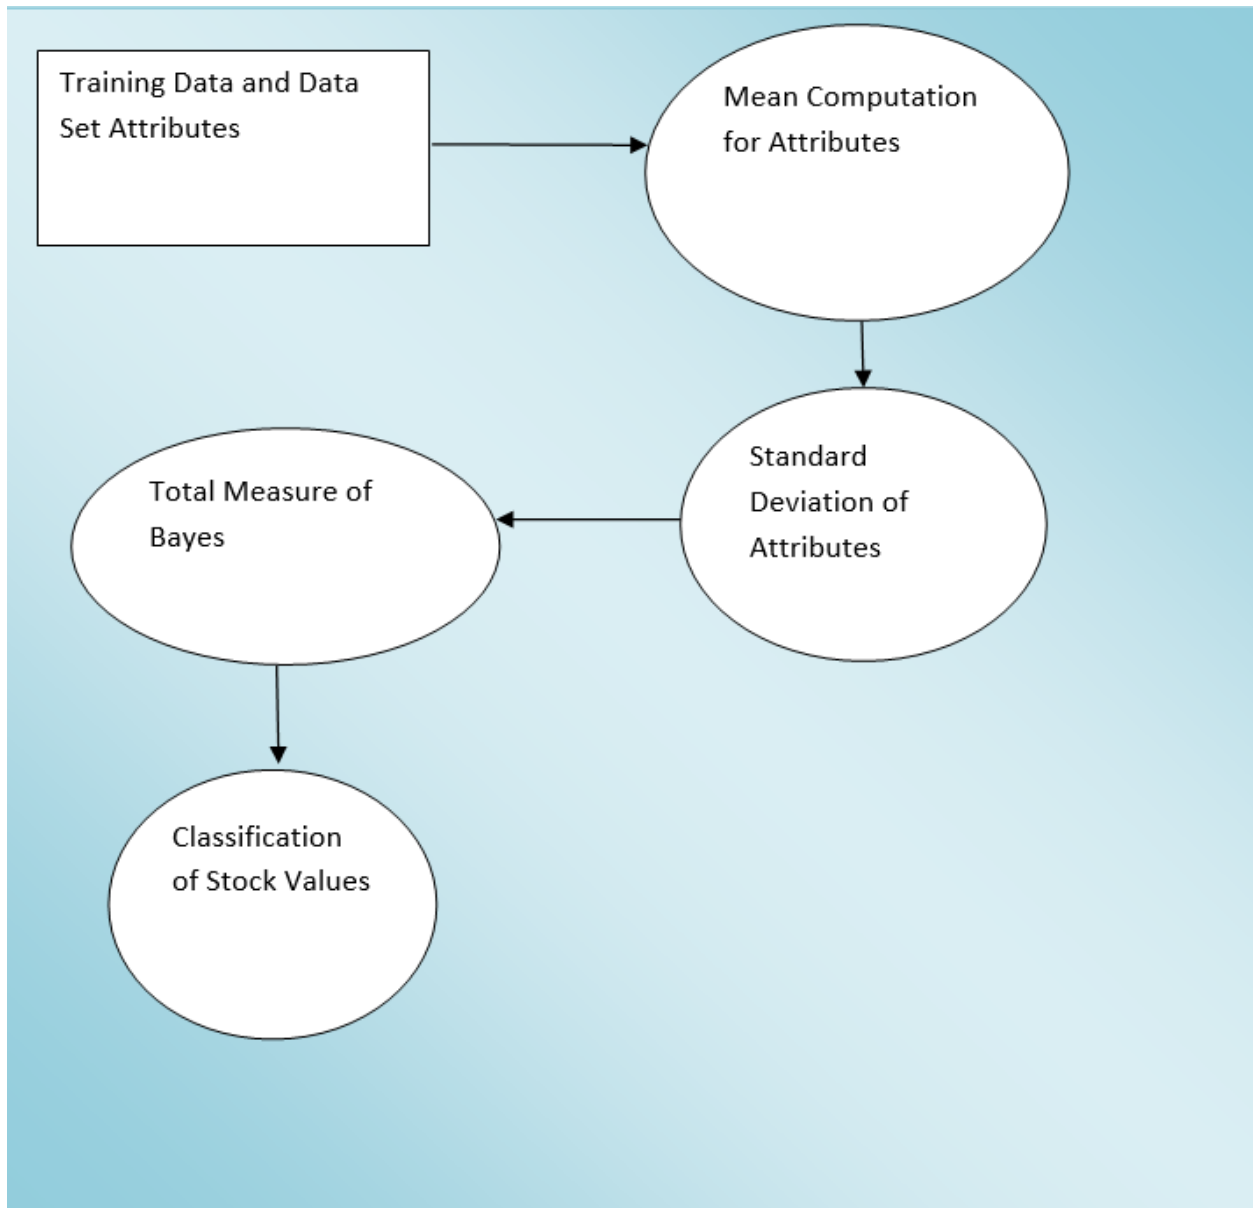 Training Data and Data
Set Attributes
Mean Computation
for Attributes
Standard
Deviation of
Attributes
Total Measure of
Bayes
Classification
of Stock Values